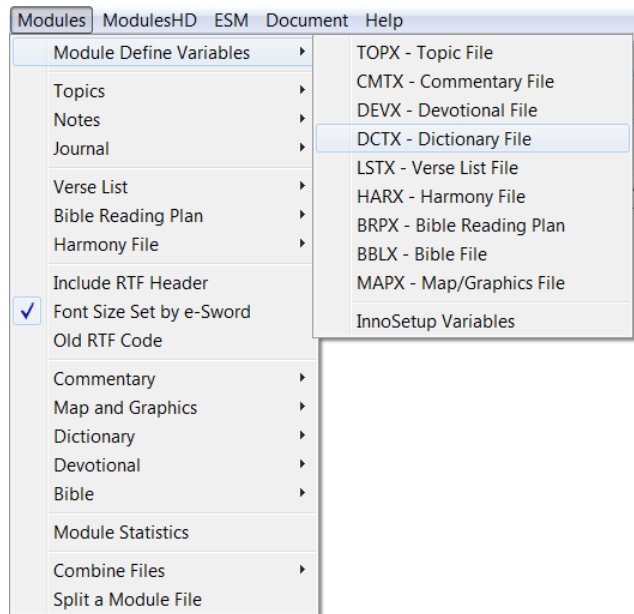 Modules ModulesHD ESM Document Help
Module Define Variables
Topics
Notes
Journal
Verse List
Bible Reading Plan
Harmony File
Include RTF Header
Font Size Set by e-Sword
Old RTF Code
Commentary
Map and Graphics
Dictionary
Devotional
Bible
Module Statistics
Combine Files
Split a Module File
TOPX - Topic File
CMTX - Commentary File
DEVX - Devotional File
DCTX - Dictionary File
LSTX - Verse List File
HARX - Harmony File
BRPX - Bible Reading Plan
BBLX - Bible File
MAPX - Map/Graphics File
InnoSetup Variables